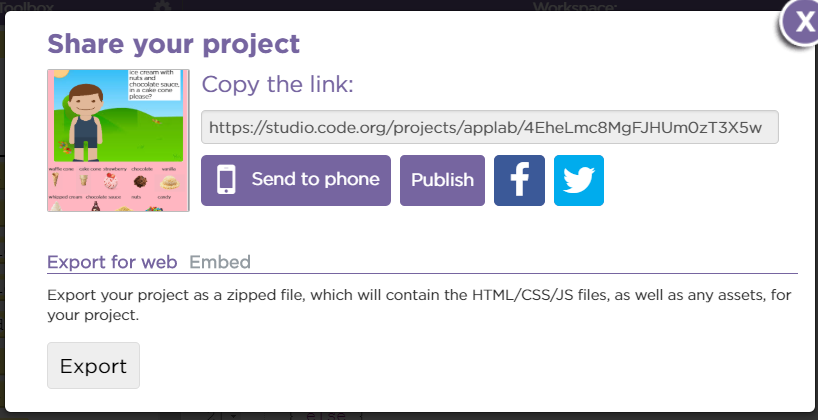 Toolbox
Workspace:
X
Share your project
ice cream with
nuts and
chocolate sauce,
in a cake cone
please?
waffle cone cake cone strawberry chocolate vanilla
whipped cream chocolate sauce nuts candy
Copy the link:
https://studio.code.org/projects/applab/4EheLmc8MgFJHUm0zT3X5w
Send to phone Publish
Export for web Embed
Export your project as a zipped file, which will contain the HTML/CSS/JS files, as well as any assets, for
your project.
Export
} else {